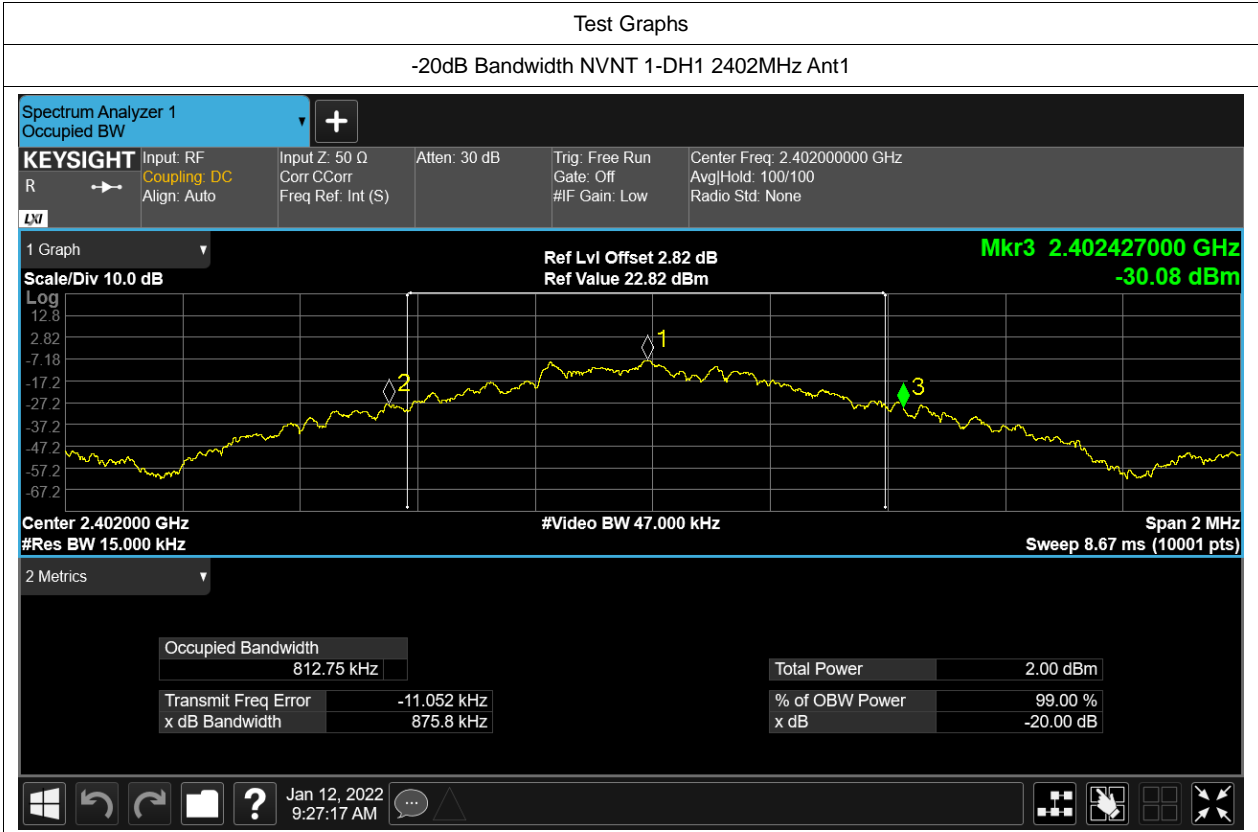 Test Graphs
-20dB Bandwidth NVNT 1-DH1 2402MHz Ant1
Spectrum Analyzer 1
Occupied BW
KEYSIGHT
R
LXI
Input: RF
Coupling: DC
Align: Auto
Input Z: 50 Ω
Corr CCorr
Freq Ref: Int (S)
Atten: 30 dB
Trig: Free Run
Gate: Off
#IF Gain: Low
Center Freq: 2.402000000 GHz
Avg|Hold: 100/100
Radio Std: None
1 Graph
Scale/Div 10.0 dB
Ref Lvl Offset 2.82 dB
Ref Value 22.82 dBm
Mkr3 2.402427000 GHz
-30.08 dBm
Log
12.8
2.82
-7.18
-17.2
-27.2
-37.2
-47.2
-57.2
-67.2
1
2
3
Center 2.402000 GHz
#Video BW 47.000 kHz
Span 2 MHz
#Res BW 15.000 kHz
Sweep 8.67 ms (10001 pts)
2 Metrics
Occupied Bandwidth
812.75 kHz
Total Power 2.00 dBm
Transmit Freq Error -11.052 kHz
% of OBW Power 99.00 %
x dB Bandwidth 875.8 kHz
x dB -20.00 dB
?
Jan 12, 2022
9:27:17 AM